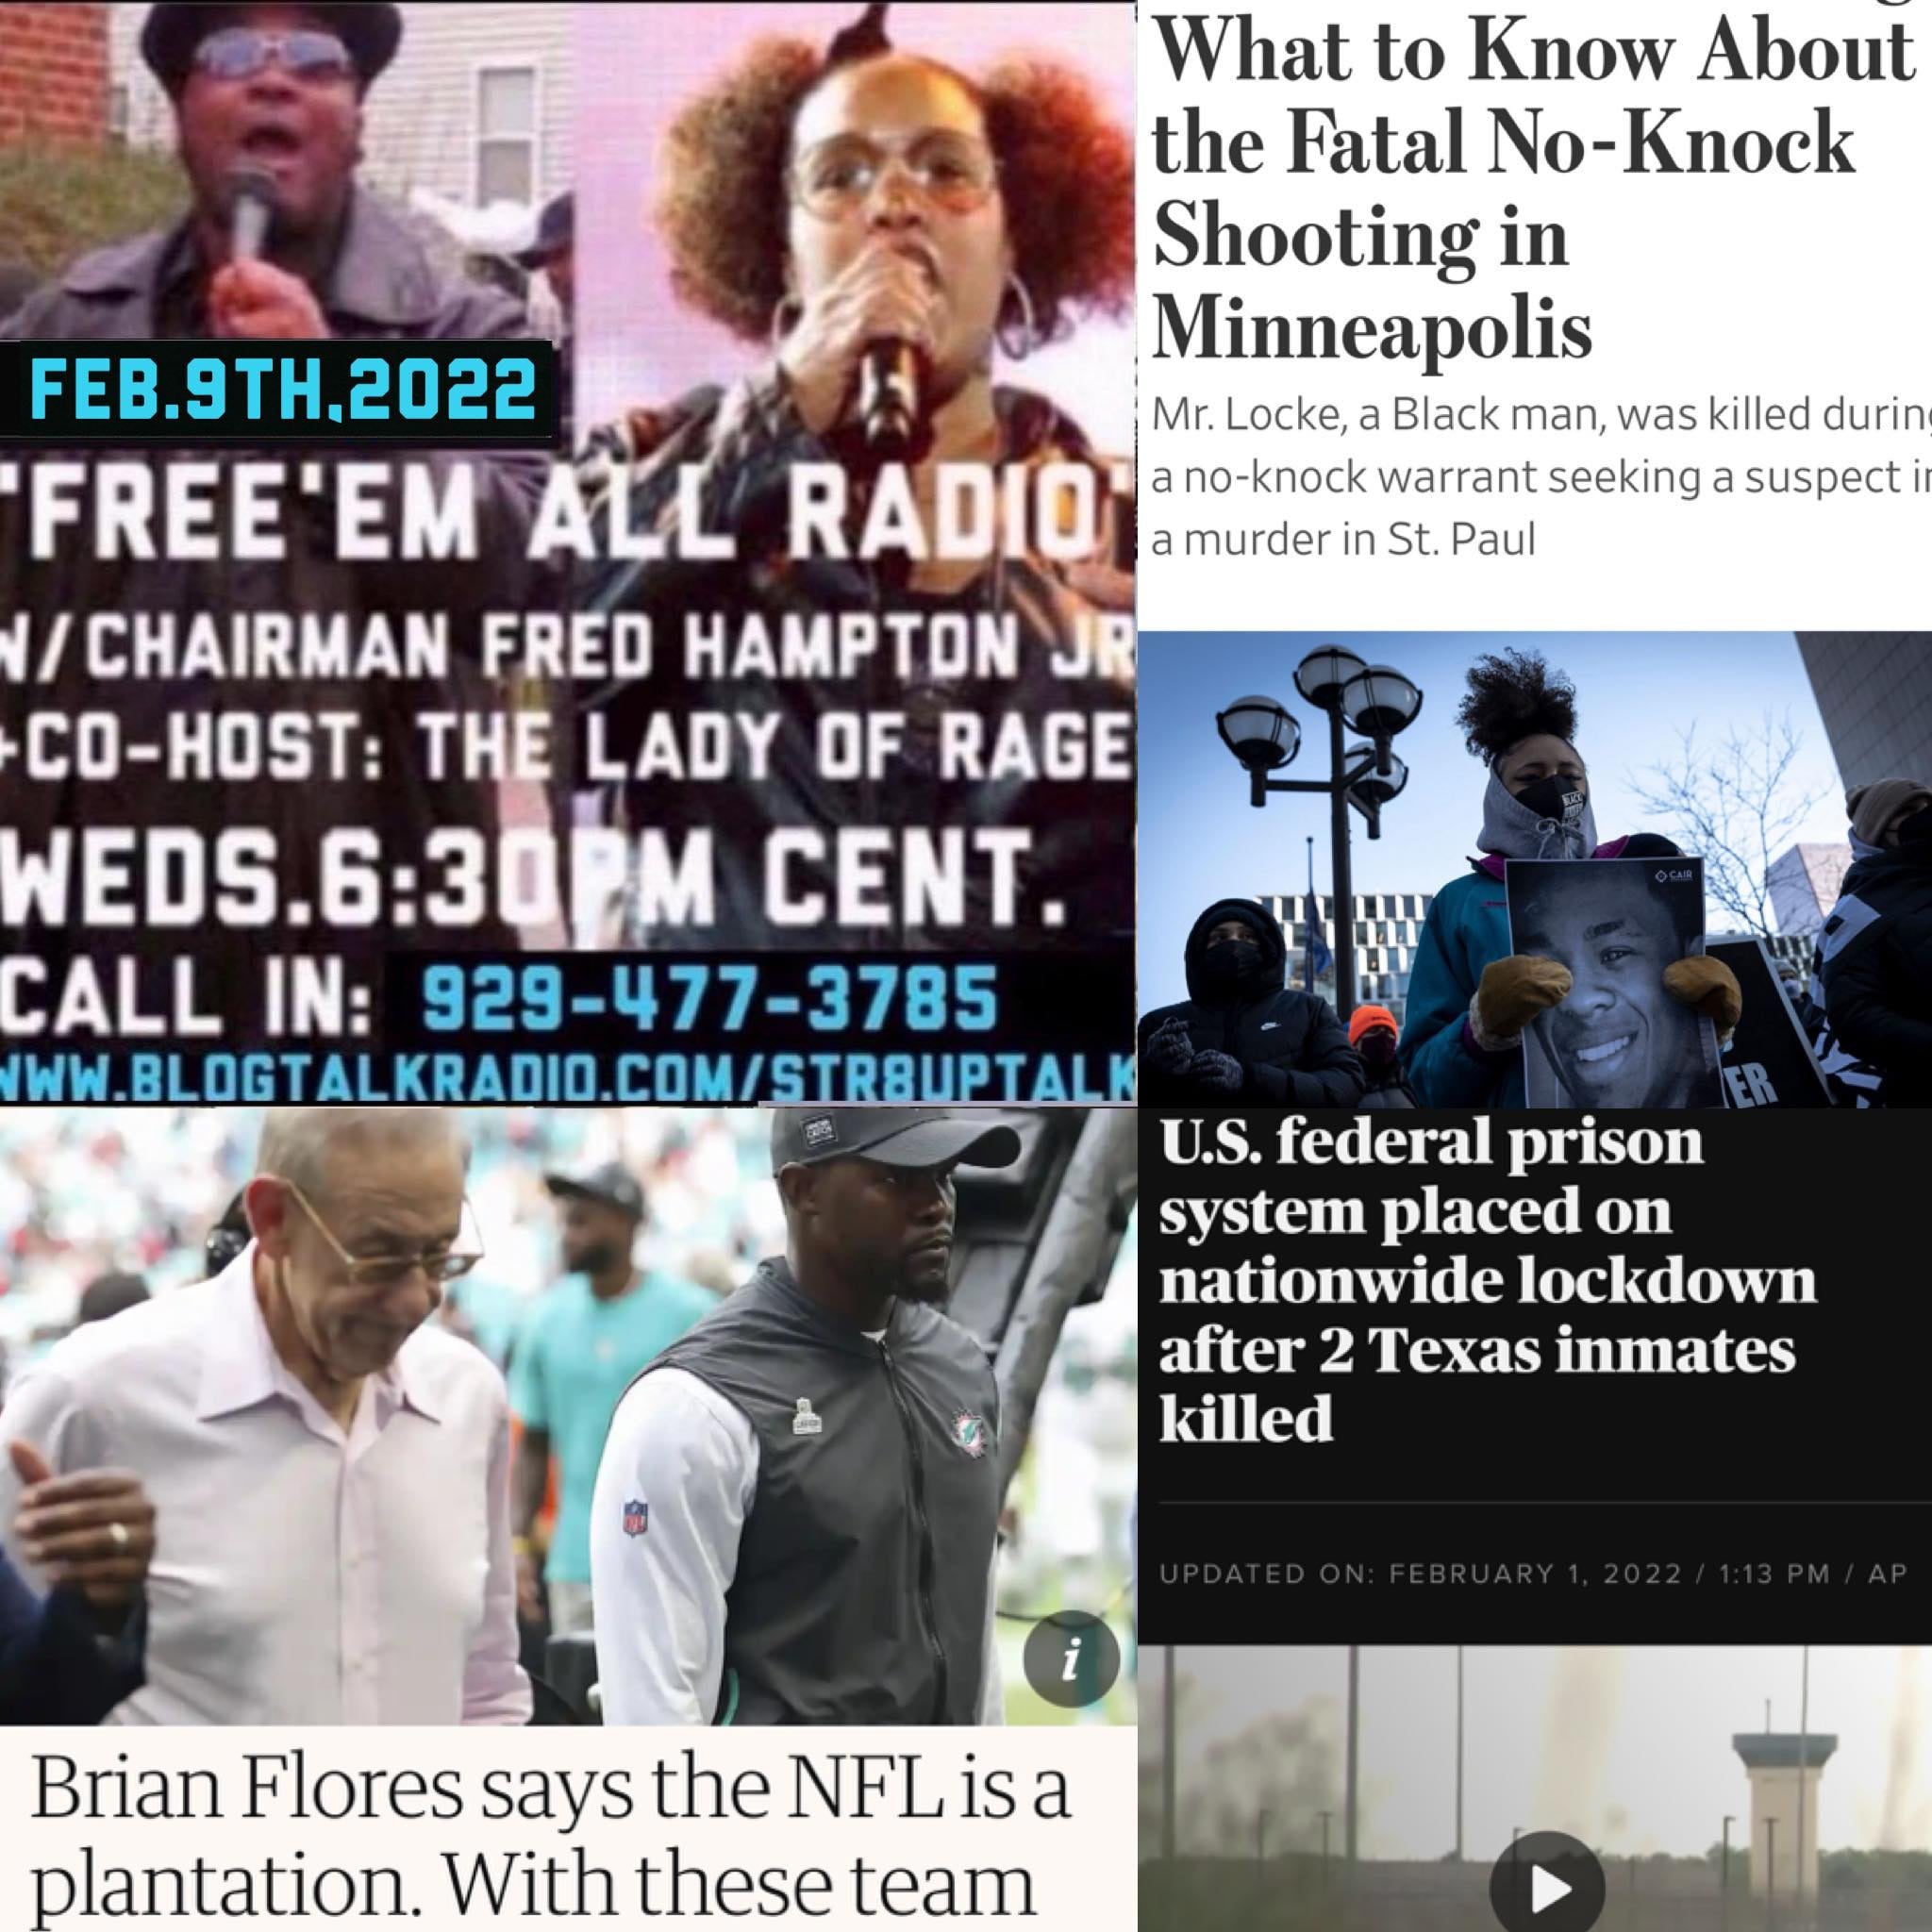 FEB.9TH,2022
"FREE'EM ALL RADIO"
W/CHAIRMAN FRED HAMPTON JR
+CO-HOST: THE LADY OF RAGE
WEDS.6:30PM CENT.
CALL IN: 929-477-3785
WWW.BLOGTALKRADIO.COM/STR8UPTALK
What to Know About
the Fatal No-Knock
Shooting in
Minneapolis
Mr. Locke, a Black man, was killed during
a no-knock warrant seeking a suspect in
a murder in St. Paul
BLACK
CAIR
ER
NFL
i
Brian Flores says the NFL is a
plantation. With these team
U.S. federal prison
system placed on
nationwide lockdown
after 2 Texas inmates
killed
UPDATED ON: FEBRUARY 1, 2022 / 1:13 PM / AP